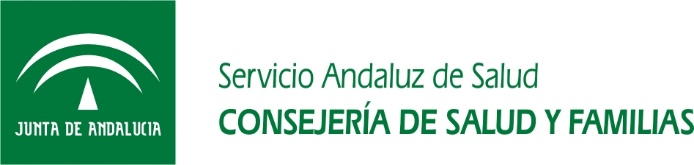 JUNTA DE ANDALUCIA
Servicio Andaluz de Salud
CONSEJERÍA DE SALUD Y FAMILIAS